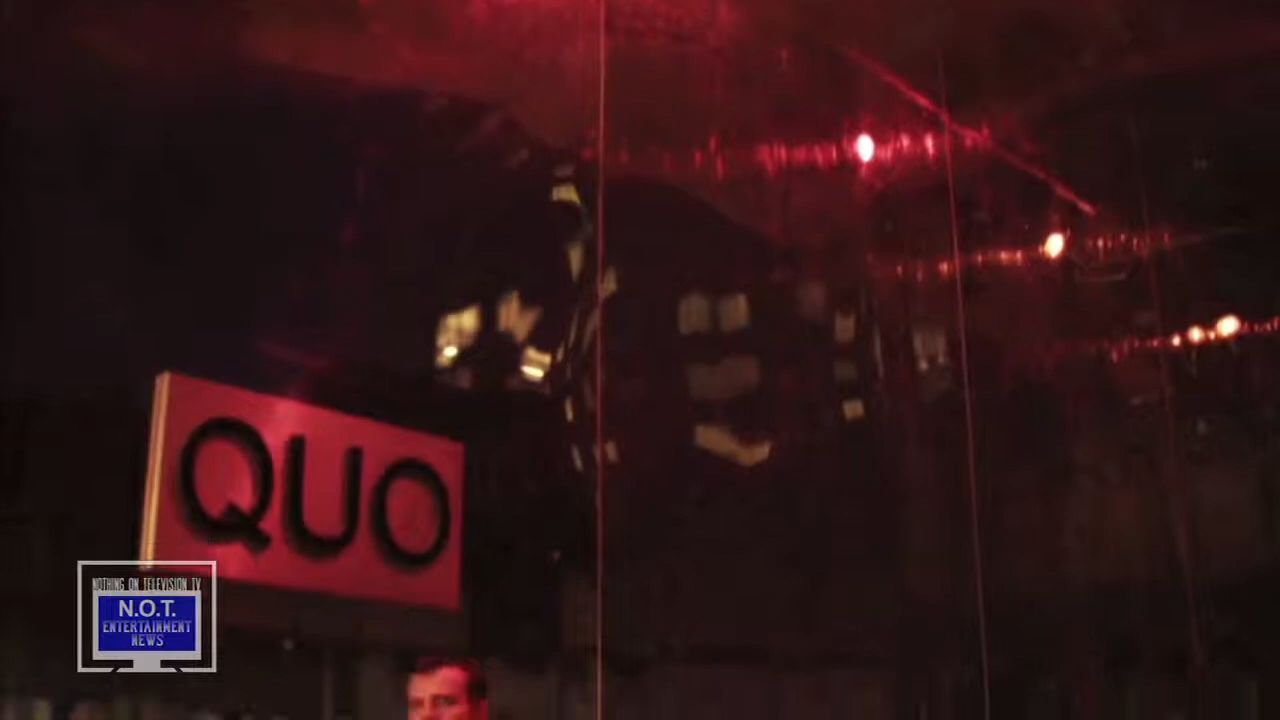 QUO
NOTHING ON TELEVISION TV
N.O.T.
ENTERTAINMENT
NEWS